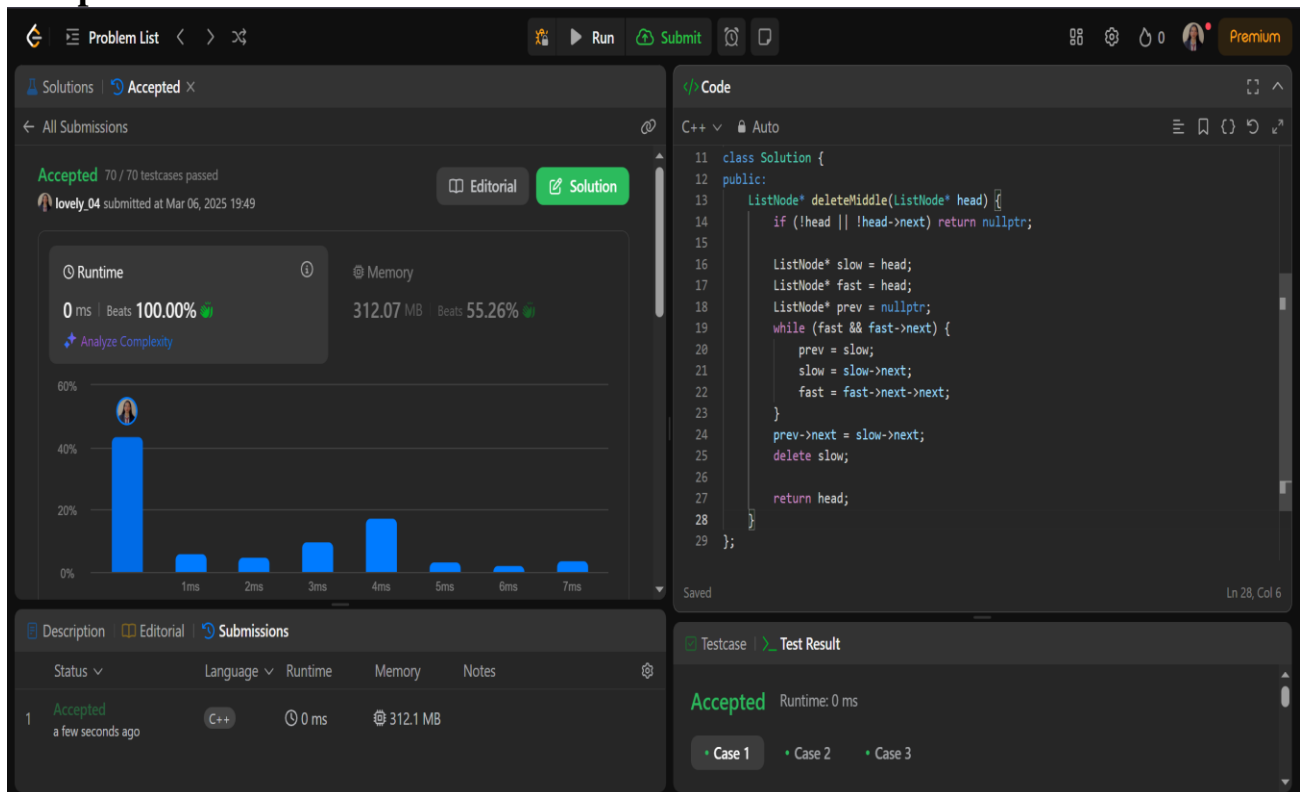 Problem List
Run
Submit
0
Premium
Solutions
Accepted
All Submissions
Accepted 70 / 70 testcases passed
lovely_04 submitted at Mar 06, 2025 19:49
Editorial
Solution
Runtime
0 ms | Beats 100.00%
Analyze Complexity
Memory
312.07 MB | Beats 55.26%
60%
40%
20%
0%
1ms 2ms 3ms 4ms 5ms 6ms 7ms
Description | Editorial | Submissions
Status Language Runtime Memory Notes
1 Accepted C++ 0 ms 312.1 MB
a few seconds ago
</> Code
C++ Auto
11 class Solution {
12 public:
13     ListNode* deleteMiddle(ListNode* head) {
14         if (!head || !head->next) return nullptr;
15
16         ListNode* slow = head;
17         ListNode* fast = head;
18         ListNode* prev = nullptr;
19         while (fast && fast->next) {
20             prev = slow;
21             slow = slow->next;
22             fast = fast->next->next;
23         }
24         prev->next = slow->next;
25         delete slow;
26
27         return head;
28     }
29 };
Saved
Ln 28, Col 6
Testcase | >_ Test Result
Accepted Runtime: 0 ms
• Case 1 • Case 2 • Case 3